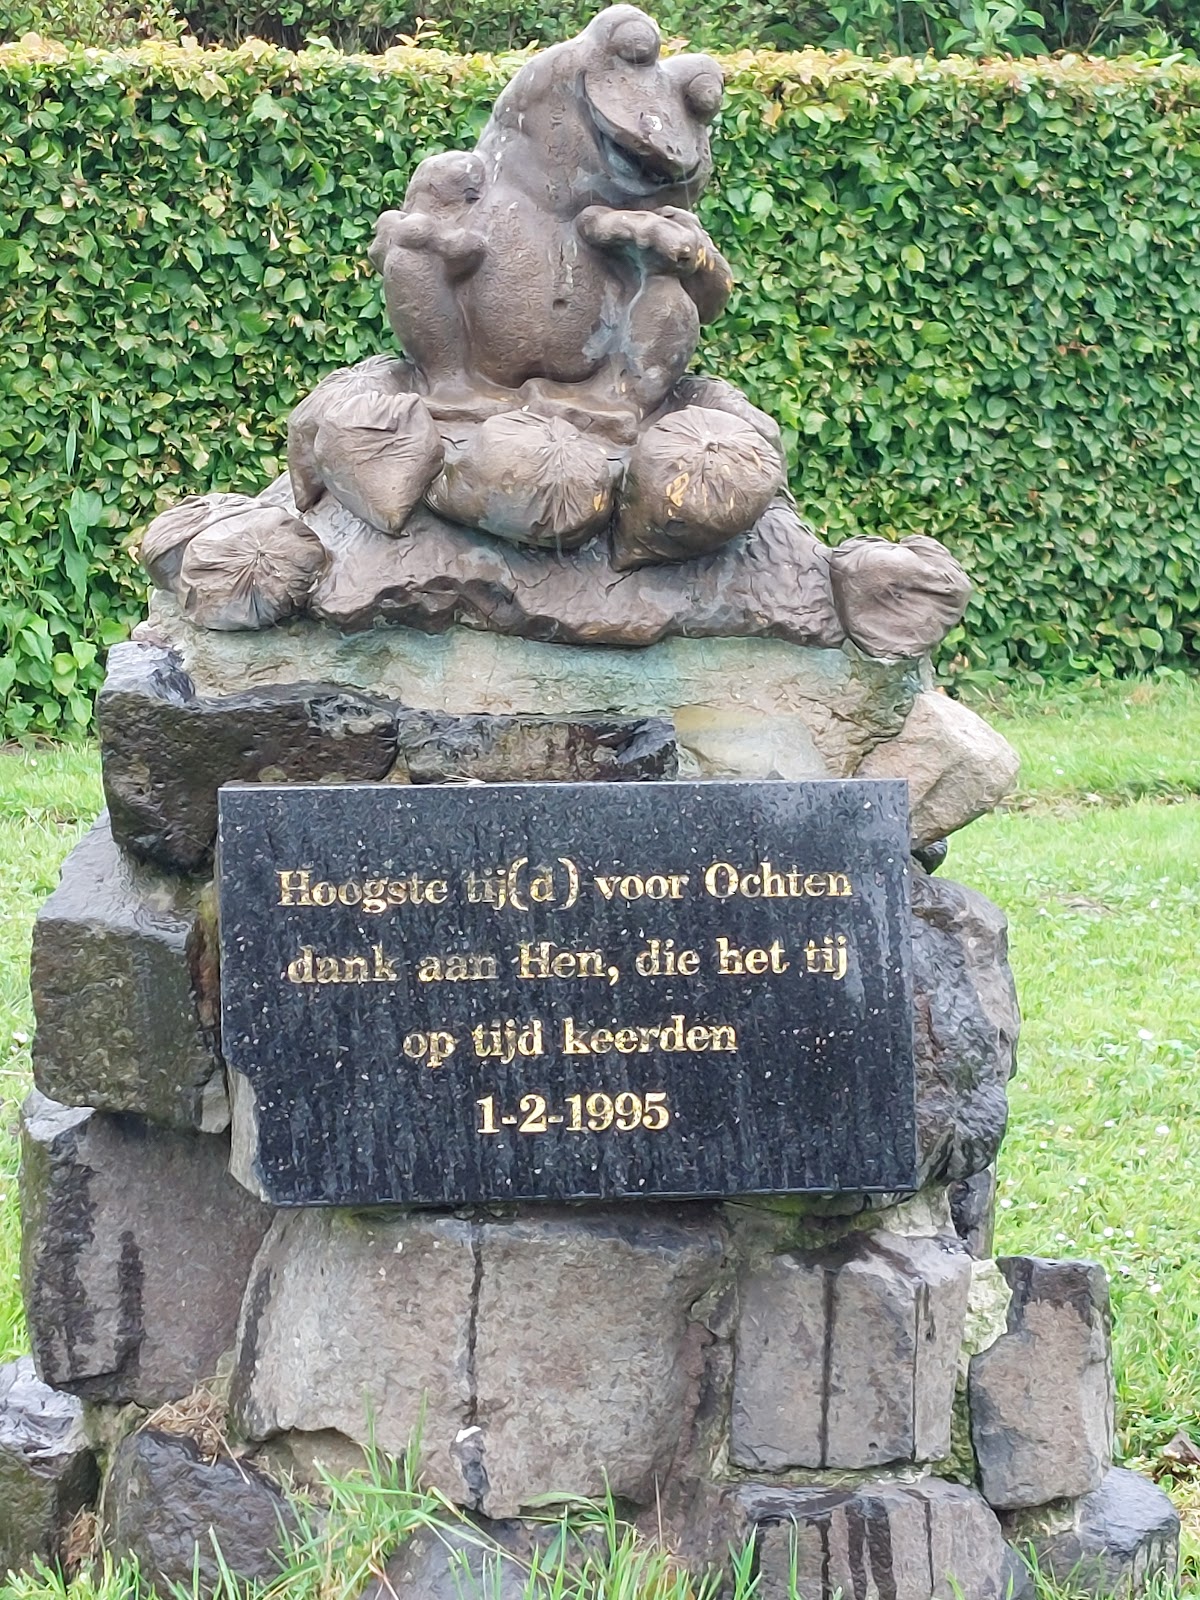 Hoogste tij(d) voor Ochten
dank aan Hen, die het tij
op tijd keerden
1-2-1995